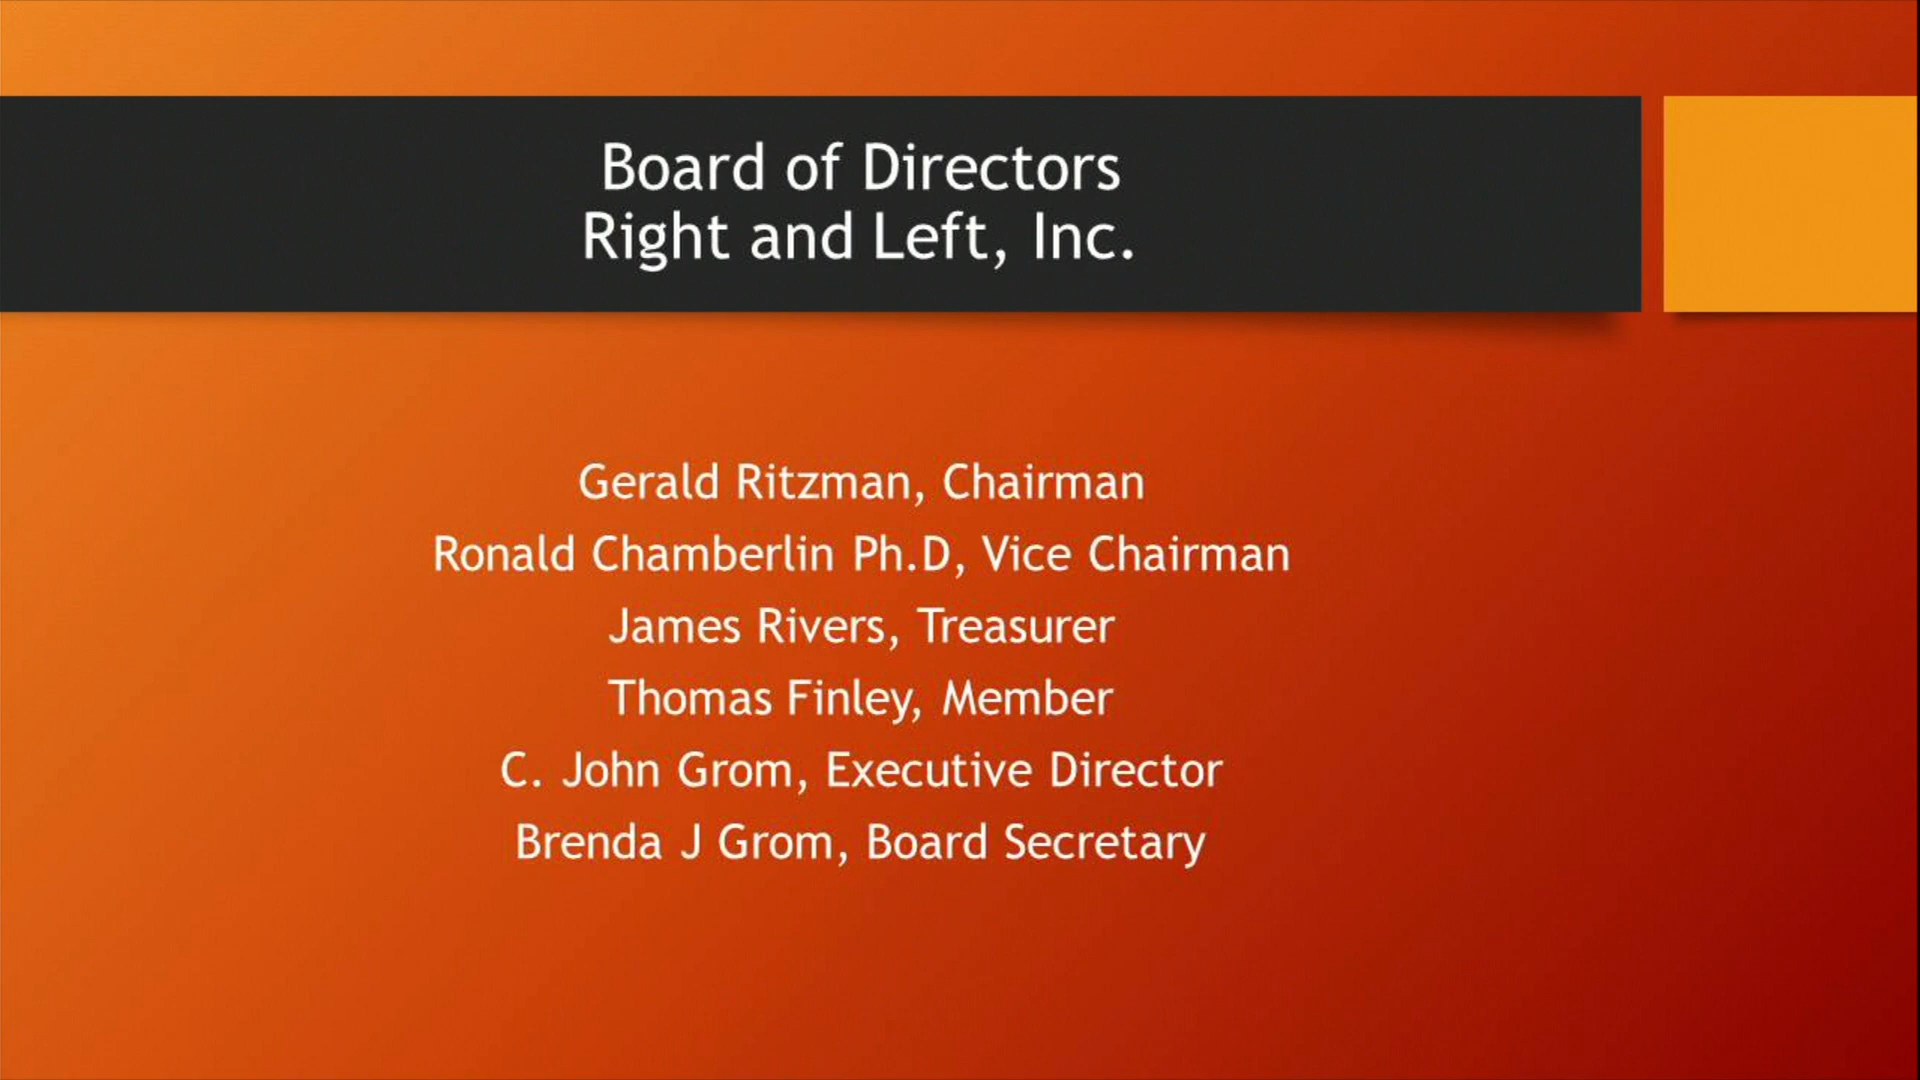 Board of Directors
Right and Left, Inc.
Gerald Ritzman, Chairman
Ronald Chamberlin Ph.D, Vice Chairman
James Rivers, Treasurer
Thomas Finley, Member
C. John Grom, Executive Director
Brenda J Grom, Board Secretary